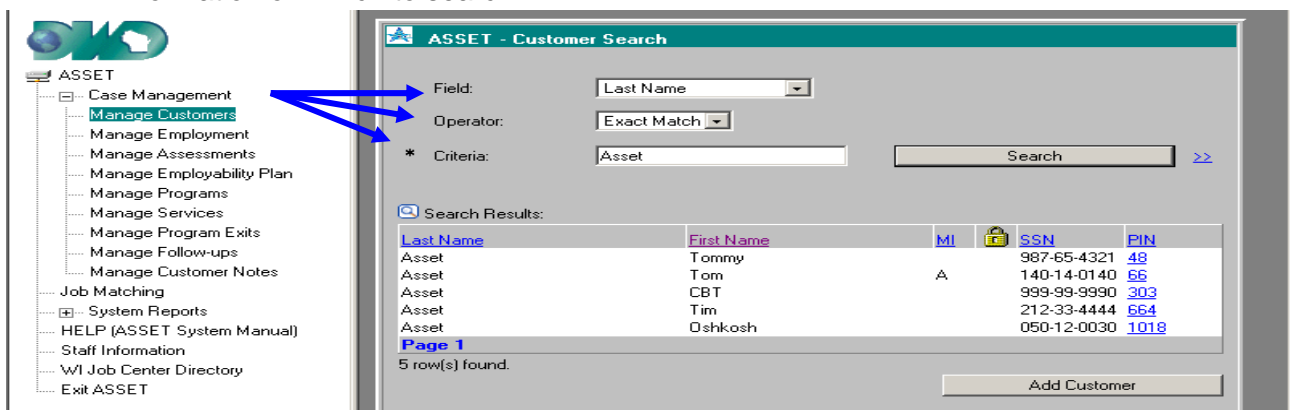 DWD
ASSET
Case Management
Manage Customers
Manage Employment
Manage Assessments
Manage Employability Plan
Manage Programs
Manage Services
Manage Program Exits
Manage Follow-ups
Manage Customer Notes
Job Matching
System Reports
HELP (ASSET System Manual)
Staff Information
WI Job Center Directory
Exit ASSET
ASSET - Customer Search
Field: Last Name
Operator: Exact Match
* Criteria: Asset Search >>
Search Results:
Last Name First Name MI SSN PIN
Asset Tommy 987-65-4321 48
Asset Tom A 140-14-0140 66
Asset CBT 999-99-9990 303
Asset Tim 212-33-4444 664
Asset Oshkosh 050-12-0030 1018
Page 1
5 row(s) found.
Add Customer